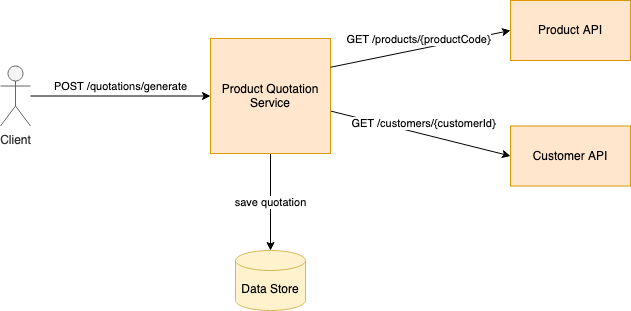 Product API
GET /products/{productCode}
POST /quotations/generate
Product Quotation
Service
GET /customers/{customerId}
Client
Customer API
save quotation
Data Store